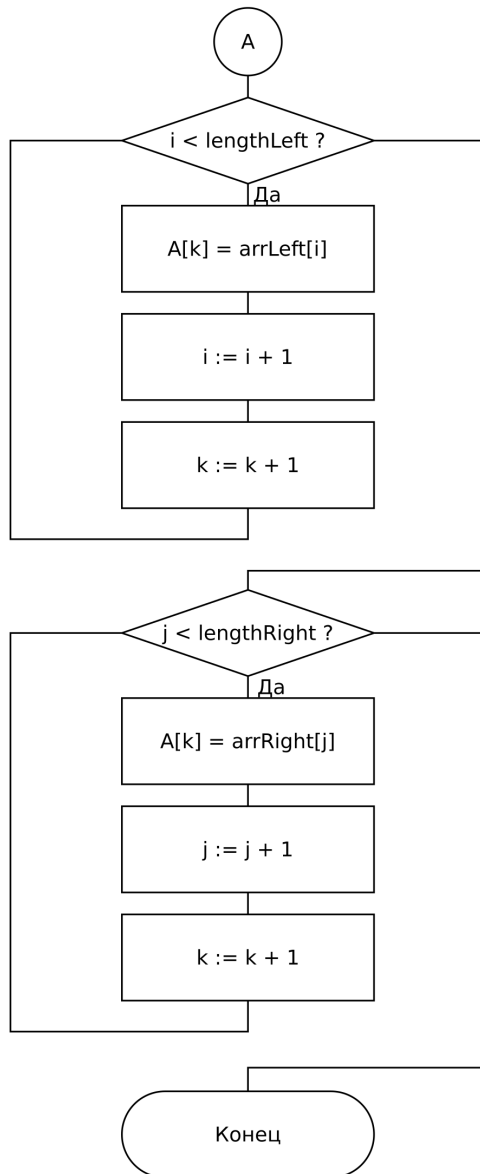 A
i < lengthLeft ?
Да
A[k] = arrLeft[i]
i := i + 1
k := k + 1
j < lengthRight ?
Да
A[k] = arrRight[j]
j := j + 1
k := k + 1
Конец